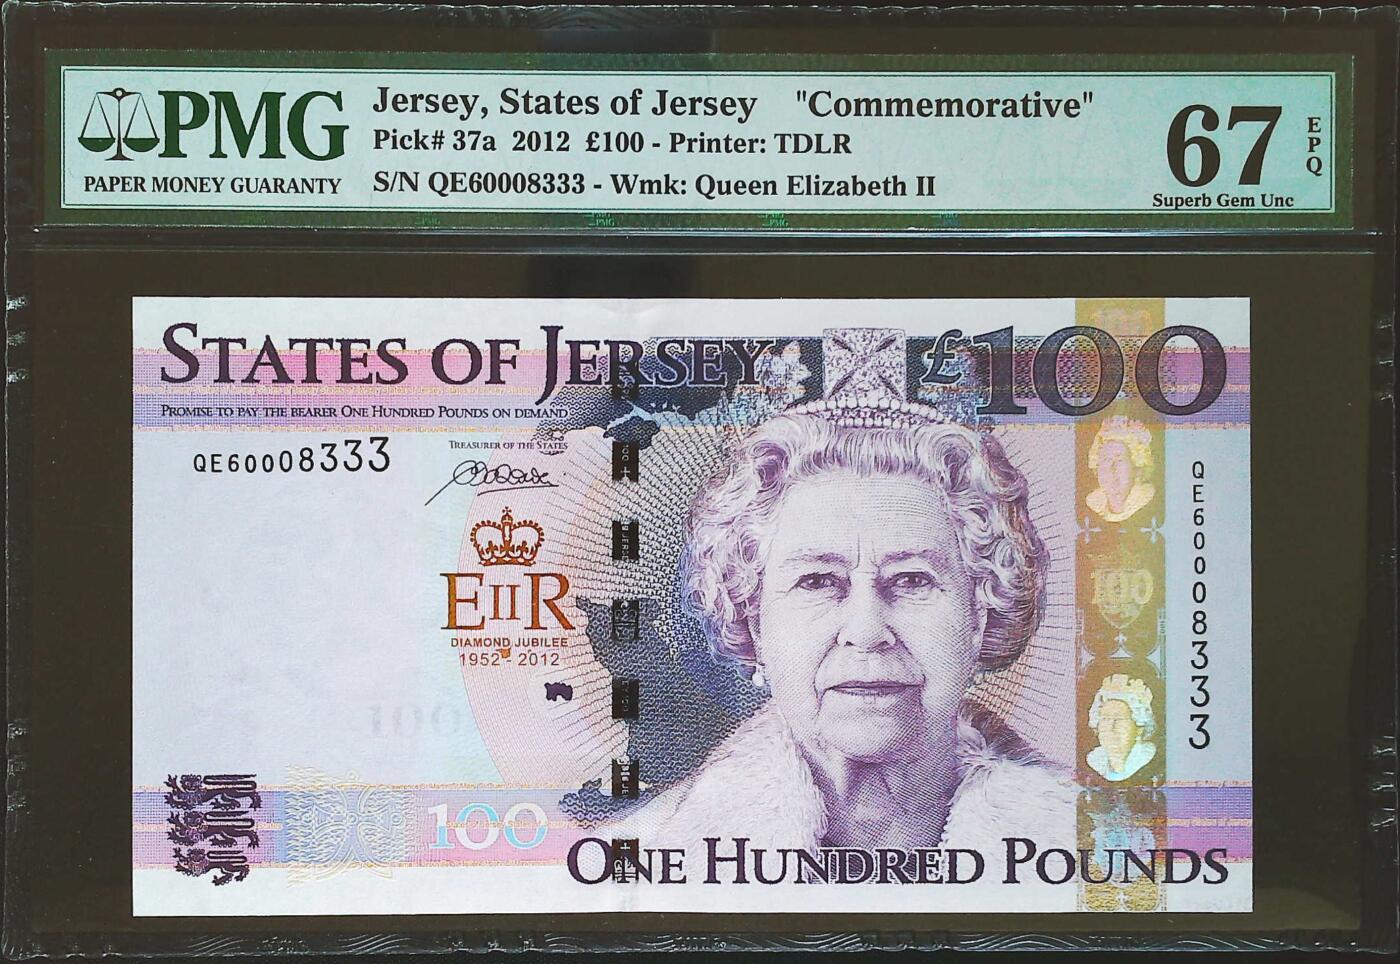 PMG
PAPER MONEY GUARANTY
Jersey, States of Jersey "Commemorative"
Pick# 37a 2012 £100 - Printer: TDLR
S/N QE60008333 - Wmk: Queen Elizabeth II
67
EPQ
Superb Gem Unc
STATES OF JERSEY £100
PROMISE TO PAY THE BEARER ONE HUNDRED POUNDS ON DEMAND
TREASURER OF THE STATES
QE60008333
EIIR
DIAMOND JUBILEE
1952 - 2012
QE60008333
100
100
100
ONE HUNDRED POUNDS